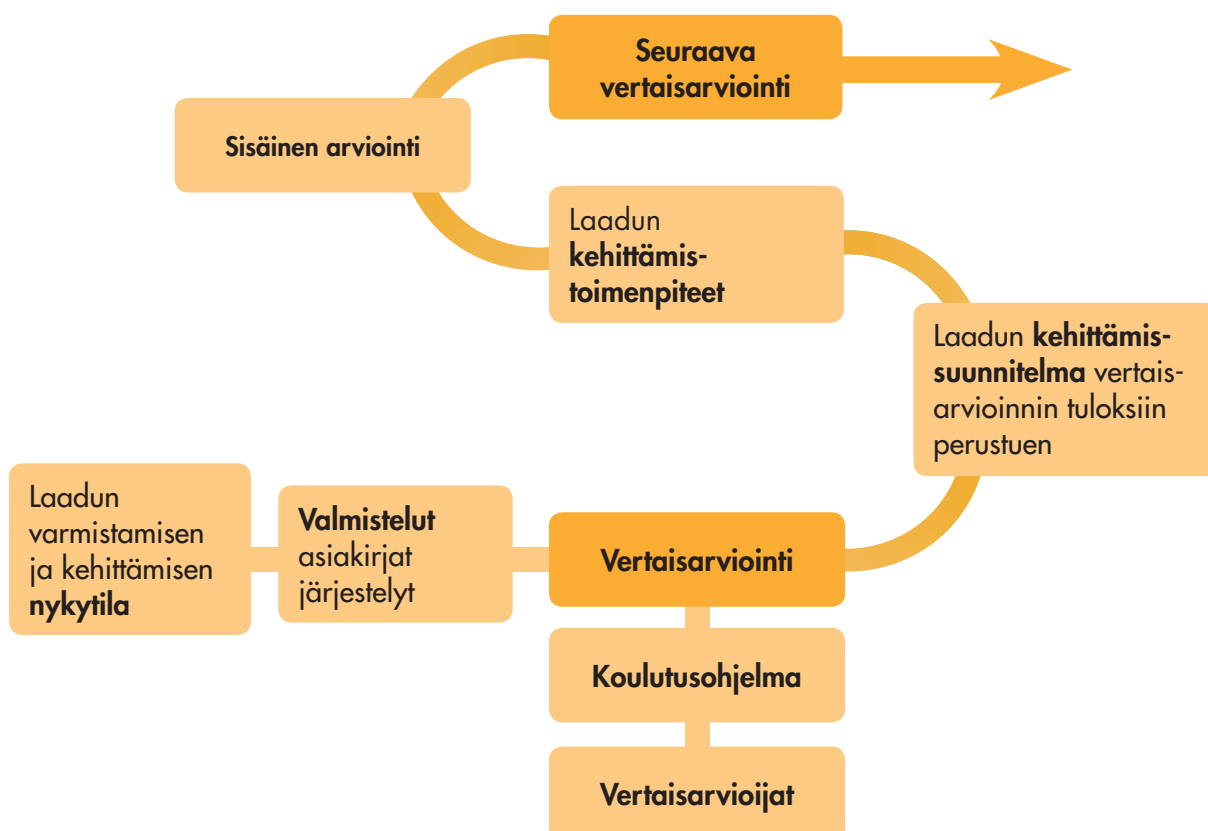 Seuraava
vertaisarviointi
Sisäinen arviointi
Laadun
kehittämis-
toimenpiteet
Laadun kehittämis-
suunnitelma vertais-
arvioinnin tuloksiin
perustuen
Laadun
varmistamisen
ja kehittämisen
nykytila
Valmistelut
asiakirjat
järjestelyt
Vertaisarviointi
Koulutusohjelma
Vertaisarvioijat